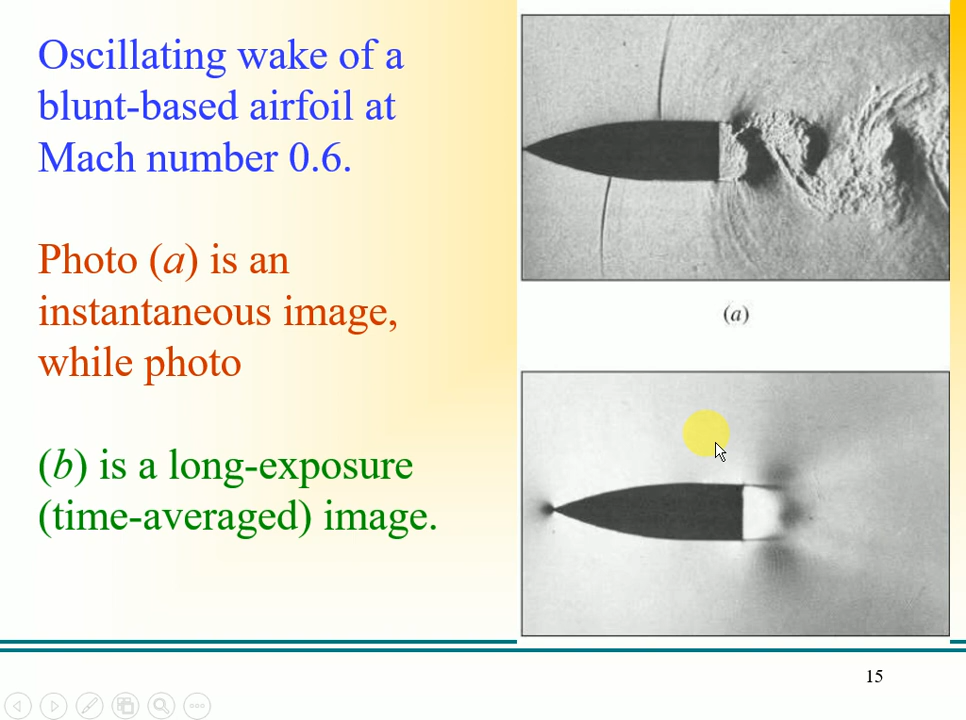 Oscillating wake of a
blunt-based airfoil at
Mach number 0.6.
Photo (a) is an
instantaneous image,
while photo
(b) is a long-exposure
(time-averaged) image.
(a)
15